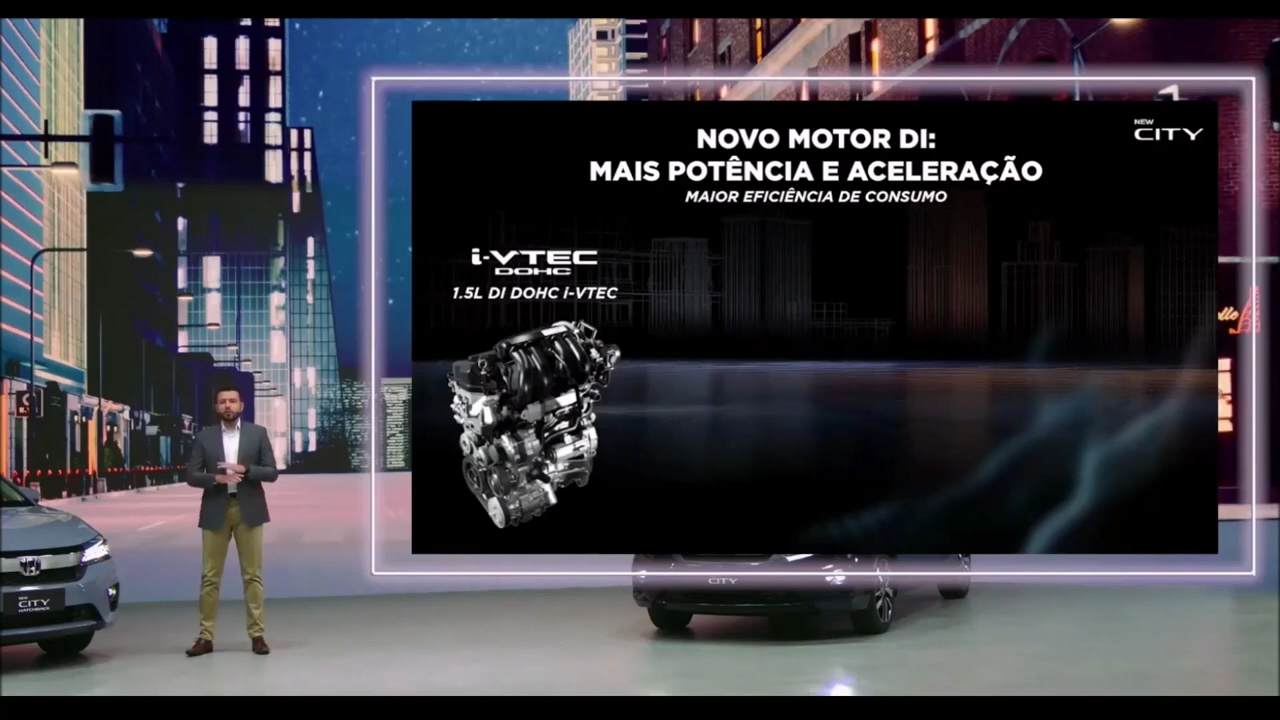 NEW
CITY
NOVO MOTOR DI:
MAIS POTÊNCIA E ACELERAÇÃO
MAIOR EFICIÊNCIA DE CONSUMO
i-VTEC
DOHC
1.5L DI DOHC i-VTEC
CITY
NEW
CITY
HATCHBACK